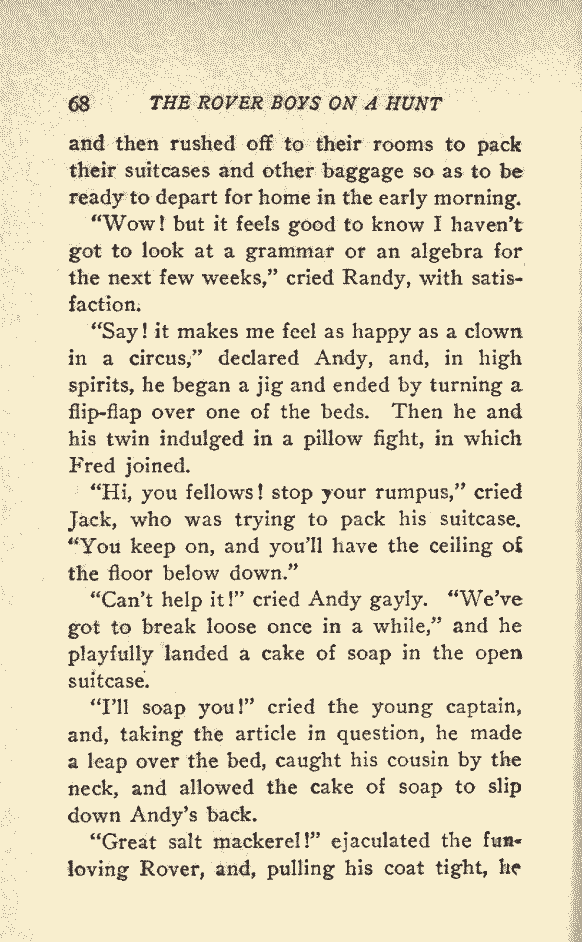 68 THE ROVER BOYS ON A HUNT
and then rushed off to their rooms to pack
their suitcases and other baggage so as to be
ready to depart for home in the early morning.
"Wow! but it feels good to know I haven't
got to look at a grammar or an algebra for
the next few weeks," cried Randy, with satis-
faction.
"Say! it makes me feel as happy as a clown
in a circus," declared Andy, and, in high
spirits, he began a jig and ended by turning a
flip-flap over one of the beds. Then he and
his twin indulged in a pillow fight, in which
Fred joined.
"Hi, you fellows! stop your rumpus," cried
Jack, who was trying to pack his suitcase.
"You keep on, and you'll have the ceiling of
the floor below down."
"Can't help it!" cried Andy gayly. "We've
got to break loose once in a while," and he
playfully landed a cake of soap in the open
suitcase.
"I'll soap you!" cried the young captain,
and, taking the article in question, he made
a leap over the bed, caught his cousin by the
neck, and allowed the cake of soap to slip
down Andy's back.
"Great salt mackerel!" ejaculated the fun-
loving Rover, and, pulling his coat tight, he